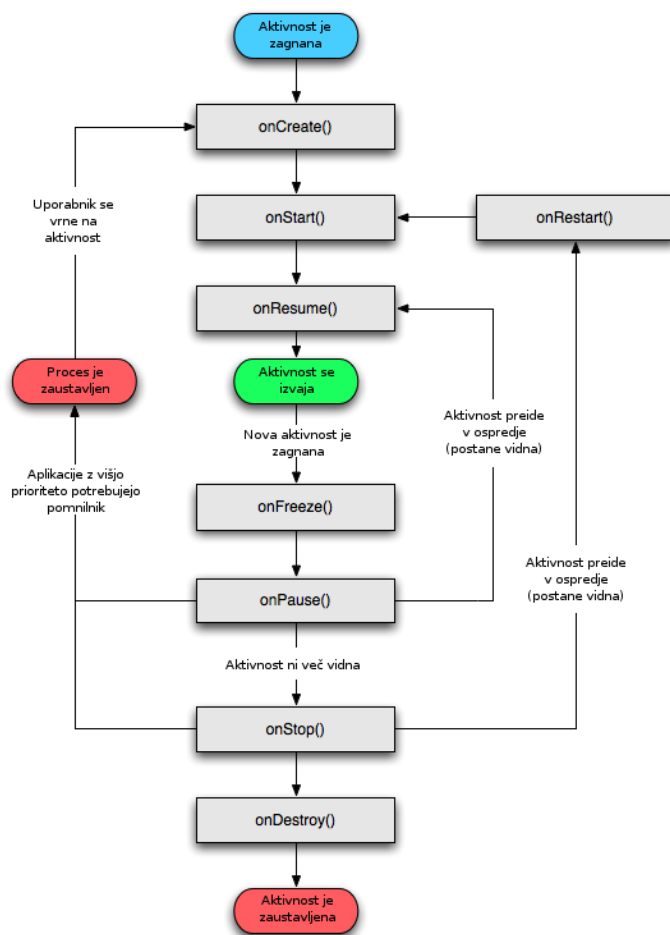 Aktivnost je
zagnana
onCreate()
Uporabnik se
vrne na
aktivnost
onStart()
onRestart()
onResume()
Proces je
zaustavljen
Aktivnost se
izvaja
Aktivnost preide
v ospredje
(postane vidna)
Nova aktivnost je
zagnana
Aplikacije z višjo
prioriteto potrebujejo
pomnilnik
onFreeze()
Aktivnost preide
v ospredje
(postane vidna)
onPause()
Aktivnost ni več vidna
onStop()
onDestroy()
Aktivnost je
zaustavljena